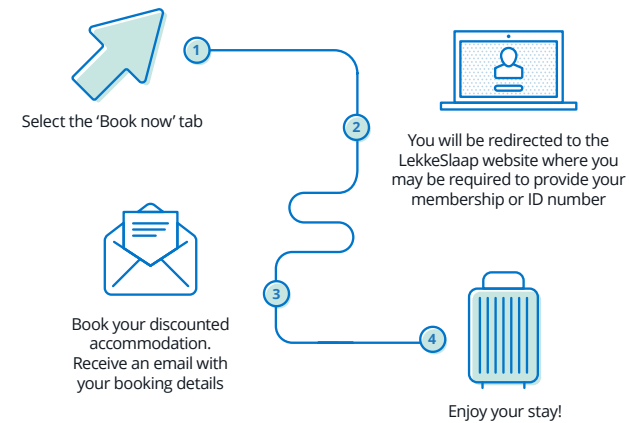 1
Select the ‘Book now’ tab
2
You will be redirected to the
LekkeSlaap website where you
may be required to provide your
membership or ID number
3
Book your discounted
accommodation.
Receive an email with
your booking details
4
Enjoy your stay!